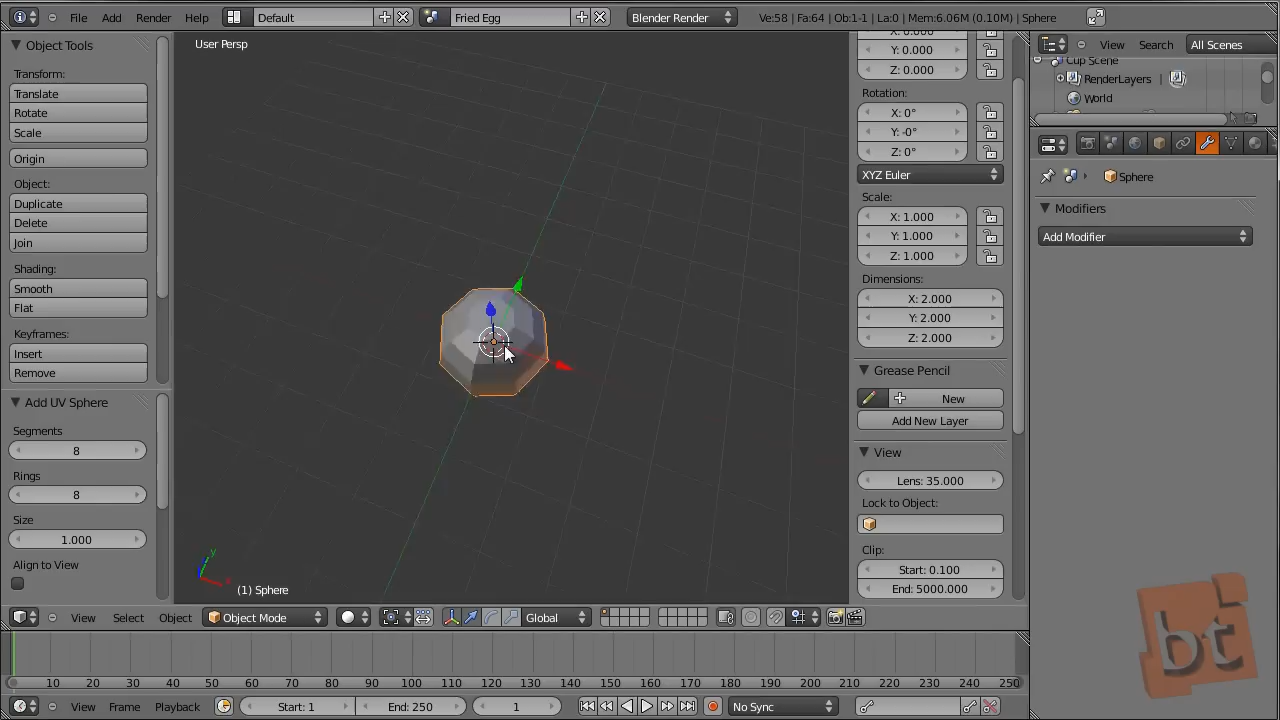 File Add Render Help Default Fried Egg Blender Render Ve:58 | Fa:64 | Ob:1-1 | La:0 | Mem:6.06M (0.10M) | Sphere
Object Tools
Transform:
Translate
Rotate
Scale
Origin
Object:
Duplicate
Delete
Join
Shading:
Smooth
Flat
Keyframes:
Insert
Remove
Add UV Sphere
Segments
8
Rings
8
Size
1.000
Align to View
User Persp
y
x
(1) Sphere
X: 0.000
Y: 0.000
Z: 0.000
Rotation:
X: 0°
Y: -0°
Z: 0°
XYZ Euler
Scale:
X: 1.000
Y: 1.000
Z: 1.000
Dimensions:
X: 2.000
Y: 2.000
Z: 2.000
Grease Pencil
New
Add New Layer
View
Lens: 35.000
Lock to Object:
Clip:
Start: 0.100
End: 5000.000
View Search All Scenes
Cup Scene
RenderLayers |
World
Sphere
Modifiers
Add Modifier
View Select Object Object Mode Global
10 20 30 40 50 60 70 80 90 100 110 120 130 140 150 160 170 180 190 200 210 220 230 240 250
View Frame Playback Start: 1 End: 250 1 No Sync
bt